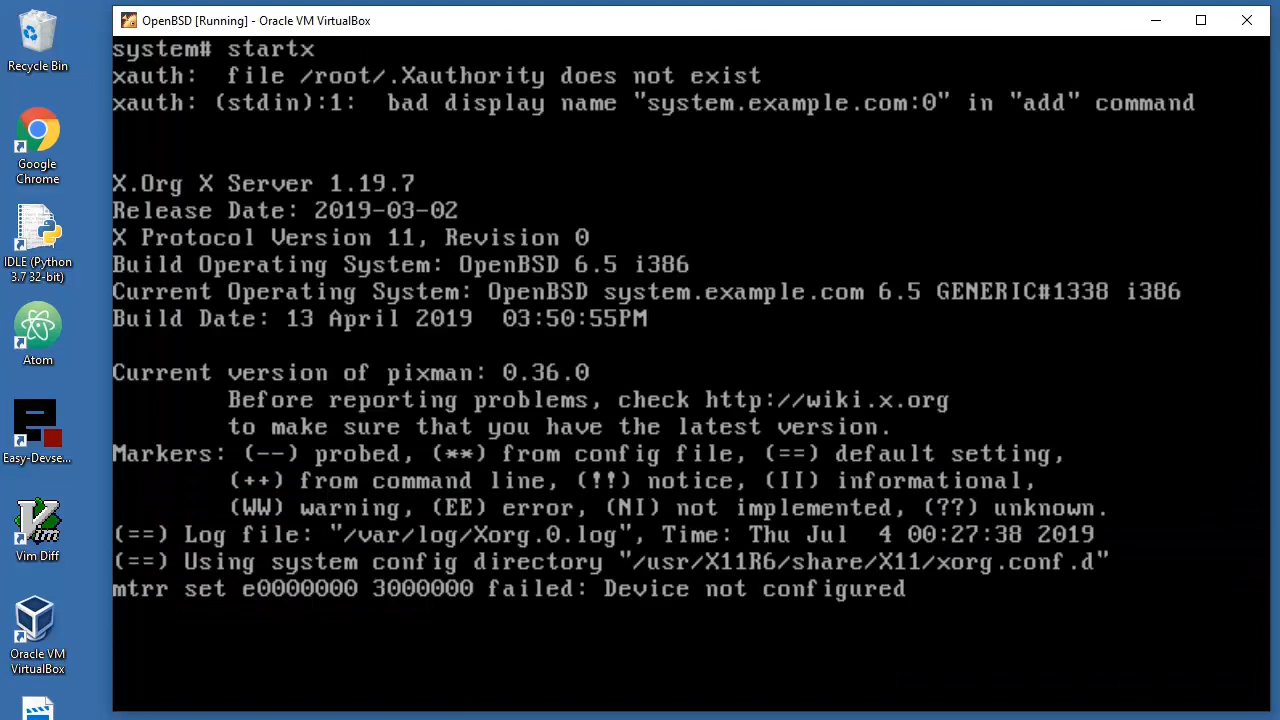 Recycle Bin
Google
Chrome
IDLE (Python
3.7 32-bit)
Atom
Easy-Devse...
Vim Diff
Oracle VM
VirtualBox
OpenBSD [Running] - Oracle VM VirtualBox
system# startx
xauth:  file /root/.Xauthority does not exist
xauth: (stdin):1:  bad display name "system.example.com:0" in "add" command
X.Org X Server 1.19.7
Release Date: 2019-03-02
X Protocol Version 11, Revision 0
Build Operating System: OpenBSD 6.5 i386
Current Operating System: OpenBSD system.example.com 6.5 GENERIC#1338 i386
Build Date: 13 April 2019  03:50:55PM
Current version of pixman: 0.36.0
Before reporting problems, check http://wiki.x.org
to make sure that you have the latest version.
Markers: (--) probed, (**) from config file, (==) default setting,
(++) from command line, (!!) notice, (II) informational,
(WW) warning, (EE) error, (NI) not implemented, (??) unknown.
(==) Log file: "/var/log/Xorg.0.log", Time: Thu Jul  4 00:27:38 2019
(==) Using system config directory "/usr/X11R6/share/X11/xorg.conf.d"
mtrr set e0000000 3000000 failed: Device not configured